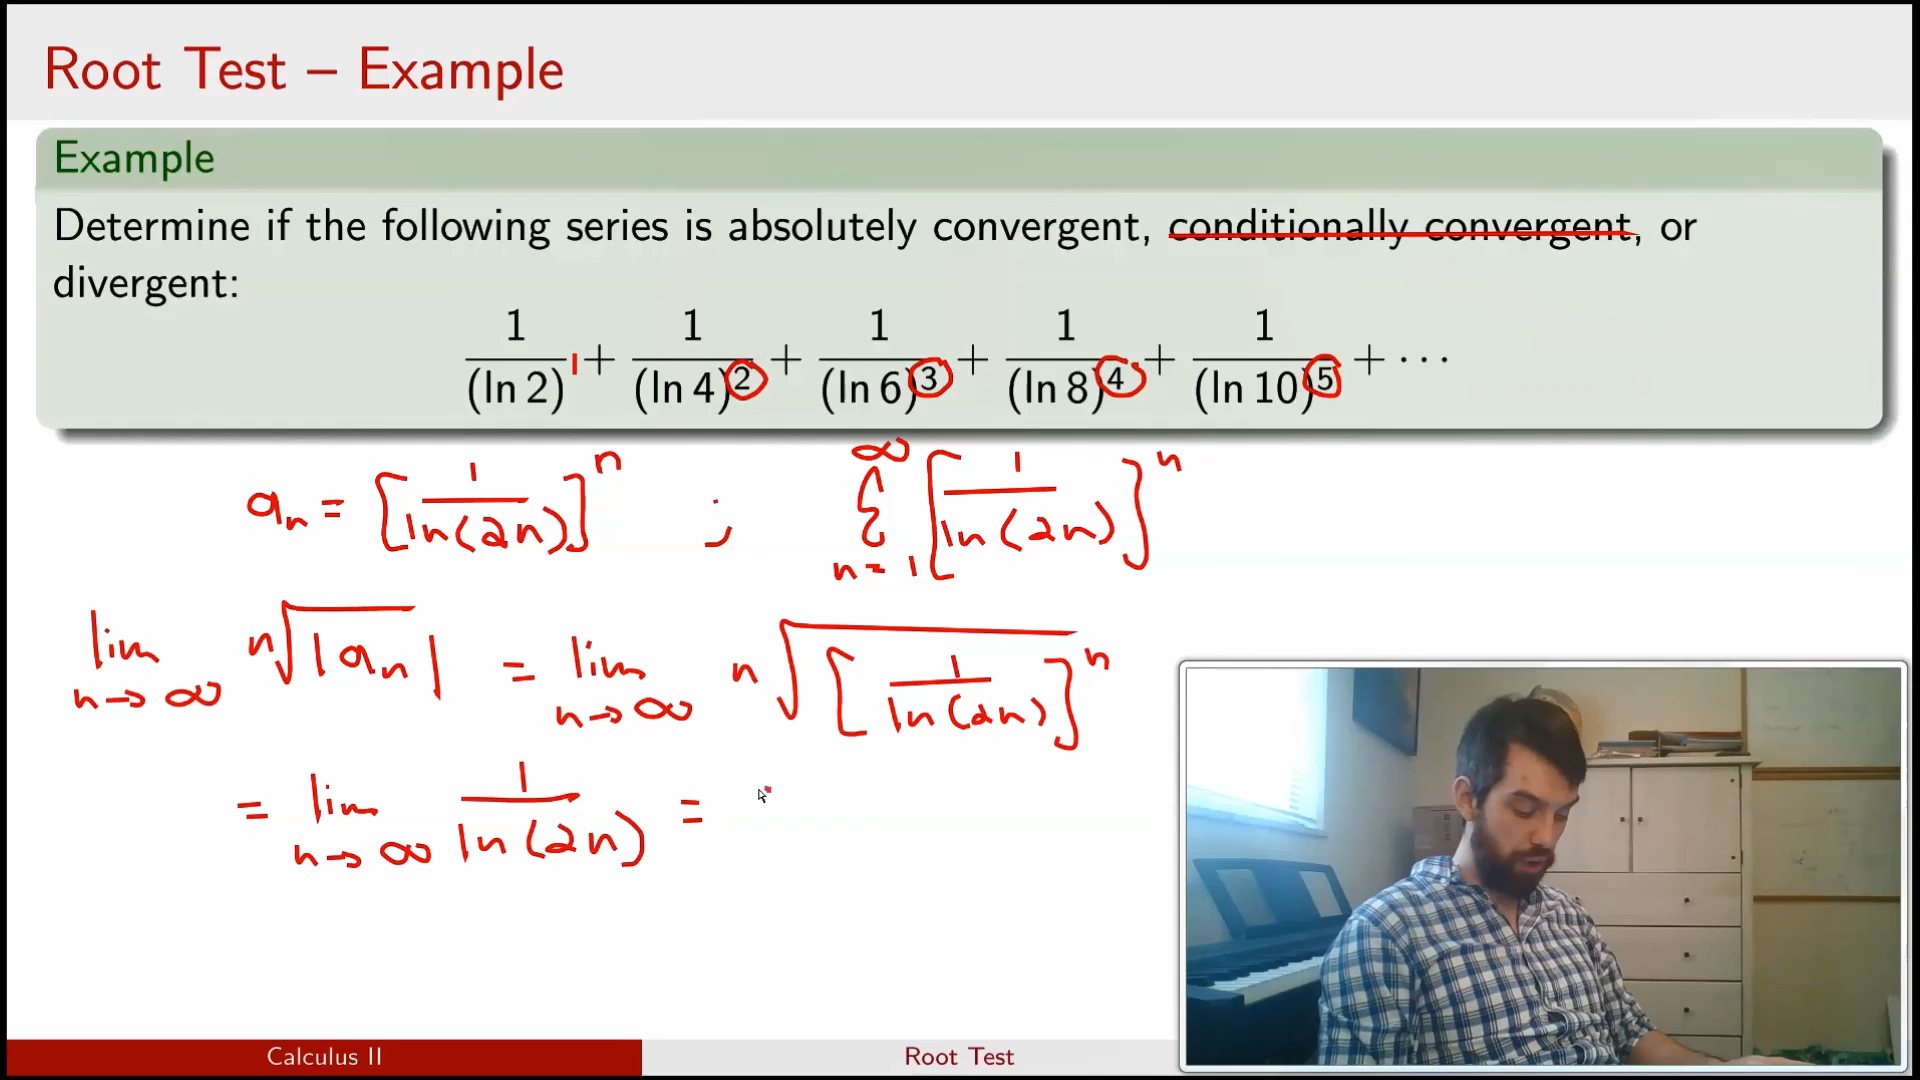 Root Test – Example
Example
Determine if the following series is absolutely convergent, conditionally convergent, or
divergent:
1/(ln 2)^1 + 1/(ln 4)^2 + 1/(ln 6)^3 + 1/(ln 8)^4 + 1/(ln 10)^5 + ⋯
a_n = [1/ln(2n)]^n ; ∑_{n=1}^{∞} [1/ln(2n)]^n
lim_{n→∞} ⁿ√|a_n| = lim_{n→∞} ⁿ√[1/ln(2n)]^n
= lim_{n→∞} 1/ln(2n) =
Calculus II Root Test